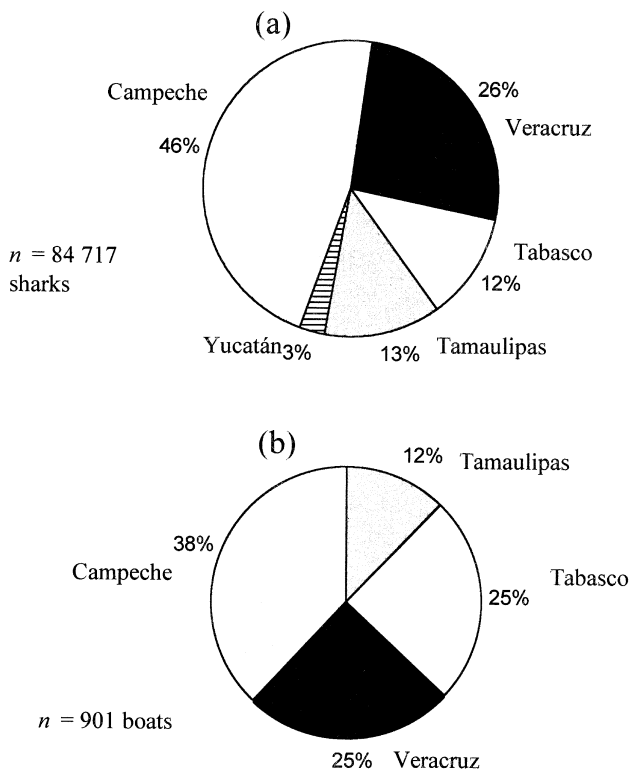 (a)
Campeche
46%
26%
Veracruz
n = 84 717
sharks
Tabasco
12%
Yucatán
3%
13%
Tamaulipas
(b)
12%
Tamaulipas
38%
Campeche
25%
Tabasco
n = 901 boats
25%
Veracruz